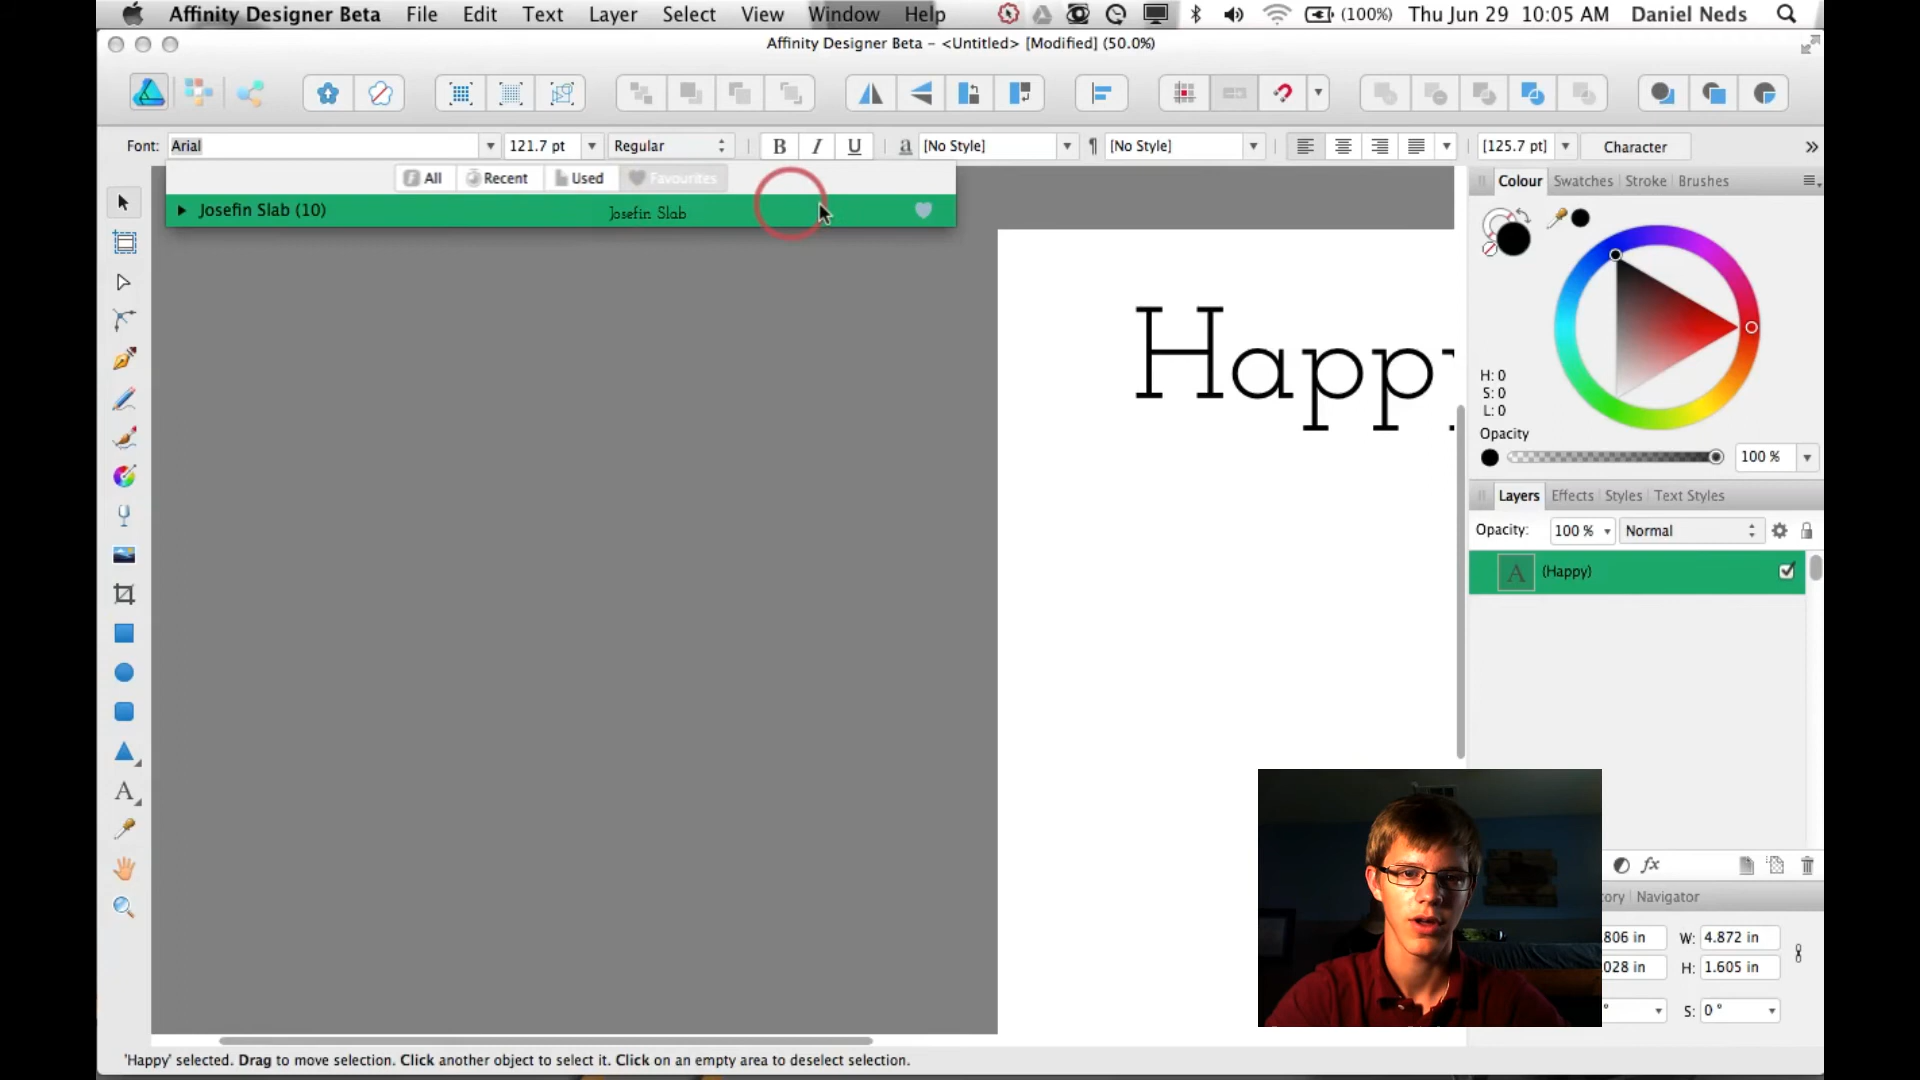 Affinity Designer Beta File Edit Text Layer Select View Window Help (100%) Thu Jun 29 10:05 AM Daniel Neds
Affinity Designer Beta – <Untitled> [Modified] (50.0%)
Font: Arial 121.7 pt Regular B I U a [No Style] ¶ [No Style] [125.7 pt] Character
All Recent Used Favourites
Josefin Slab (10) Josefin Slab
Colour Swatches Stroke Brushes
Happy
H: 0
S: 0
L: 0
Opacity
100 %
Layers Effects Styles Text Styles
Opacity: 100 % Normal
A (Happy)
A
fx
ory Navigator
806 in W: 4.872 in
028 in H: 1.605 in
° S: 0 °
'Happy' selected. Drag to move selection. Click another object to select it. Click on an empty area to deselect selection.